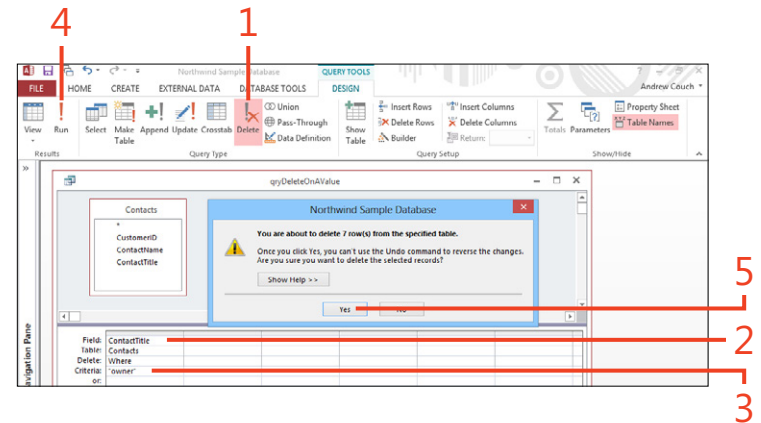 4
1
Northwind Sample Database
QUERY TOOLS
FILE
HOME
CREATE
EXTERNAL DATA
DATABASE TOOLS
DESIGN
Andrew Couch
View
Run
Select
Make Table
Append
Update
Crosstab
Delete
Union
Pass-Through
Data Definition
Show Table
Insert Rows
Delete Rows
Builder
Insert Columns
Delete Columns
Return:
Totals
Parameters
Property Sheet
Table Names
Results
Query Type
Query Setup
Show/Hide
qryDeleteOnAValue
Contacts
*
CustomerID
ContactName
ContactTitle
Northwind Sample Database
You are about to delete 7 row(s) from the specified table.
Once you click Yes, you can't use the Undo command to reverse the changes.
Are you sure you want to delete the selected records?
Show Help >>
Yes
No
5
Field: ContactTitle
2
Table: Contacts
Delete: Where
Criteria: 'owner'
or:
3